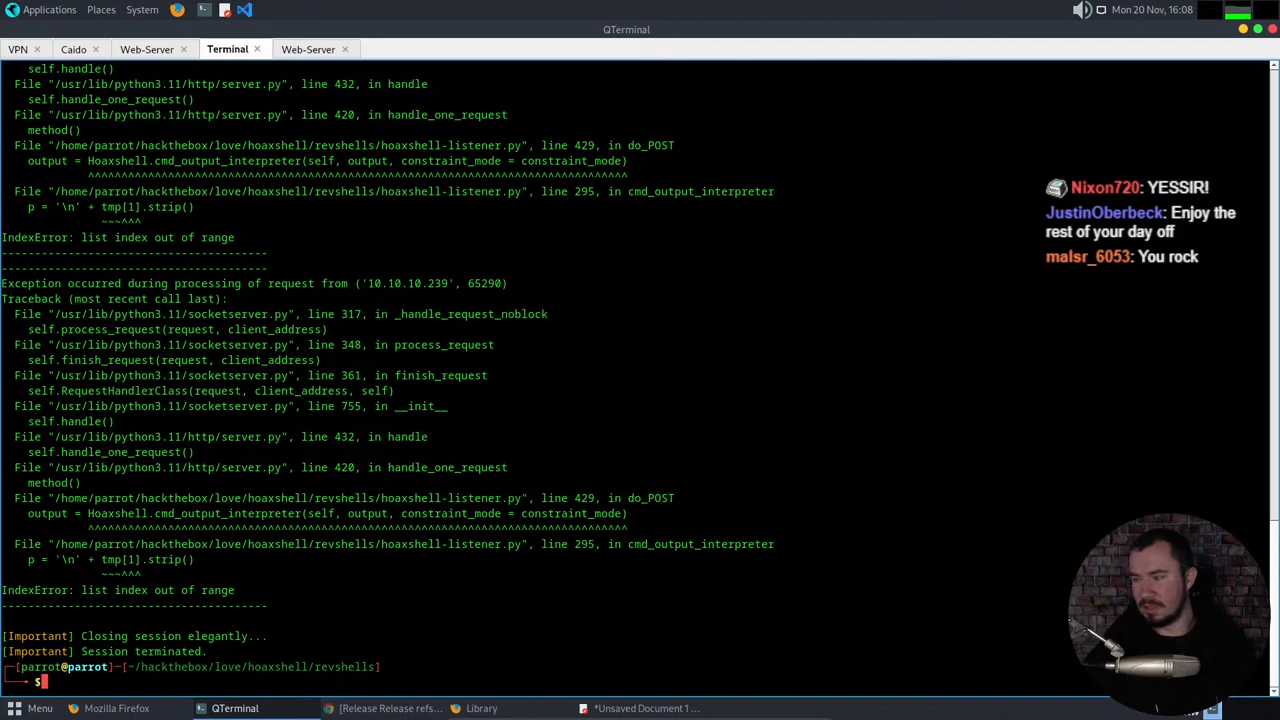 Applications Places System Mon 20 Nov, 16:08
QTerminal
VPN Caido Web-Server Terminal Web-Server
self.handle()
File "/usr/lib/python3.11/http/server.py", line 432, in handle
self.handle_one_request()
File "/usr/lib/python3.11/http/server.py", line 420, in handle_one_request
method()
File "/home/parrot/hackthebox/love/hoaxshell/revshells/hoaxshell-listener.py", line 429, in do_POST
output = Hoaxshell.cmd_output_interpreter(self, output, constraint_mode = constraint_mode)
^^^^^^^^^^^^^^^^^^^^^^^^^^^^^^^^^^^^^^^^^^^^^^^^^^^^^^^^^^^^^^^^^^^^^^^^^^^^^^^^^
File "/home/parrot/hackthebox/love/hoaxshell/revshells/hoaxshell-listener.py", line 295, in cmd_output_interpreter
p = '\n' + tmp[1].strip()
~~~^^^
IndexError: list index out of range
----------------------------------------
----------------------------------------
Exception occurred during processing of request from ('10.10.10.239', 65290)
Traceback (most recent call last):
File "/usr/lib/python3.11/socketserver.py", line 317, in _handle_request_noblock
self.process_request(request, client_address)
File "/usr/lib/python3.11/socketserver.py", line 348, in process_request
self.finish_request(request, client_address)
File "/usr/lib/python3.11/socketserver.py", line 361, in finish_request
self.RequestHandlerClass(request, client_address, self)
File "/usr/lib/python3.11/socketserver.py", line 755, in __init__
self.handle()
File "/usr/lib/python3.11/http/server.py", line 432, in handle
self.handle_one_request()
File "/usr/lib/python3.11/http/server.py", line 420, in handle_one_request
method()
File "/home/parrot/hackthebox/love/hoaxshell/revshells/hoaxshell-listener.py", line 429, in do_POST
output = Hoaxshell.cmd_output_interpreter(self, output, constraint_mode = constraint_mode)
^^^^^^^^^^^^^^^^^^^^^^^^^^^^^^^^^^^^^^^^^^^^^^^^^^^^^^^^^^^^^^^^^^^^^^^^^^^^^^^^^
File "/home/parrot/hackthebox/love/hoaxshell/revshells/hoaxshell-listener.py", line 295, in cmd_output_interpreter
p = '\n' + tmp[1].strip()
~~~^^^
IndexError: list index out of range
----------------------------------------
[Important] Closing session elegantly...
[Important] Session terminated.
[parrot@parrot]─[~/hackthebox/love/hoaxshell/revshells]
$
Nixon720: YESSIR!
JustinOberbeck: Enjoy the
rest of your day off
malsr_6053: You rock
Menu Mozilla Firefox QTerminal [Release Release refs... Library *Unsaved Document 1 ...